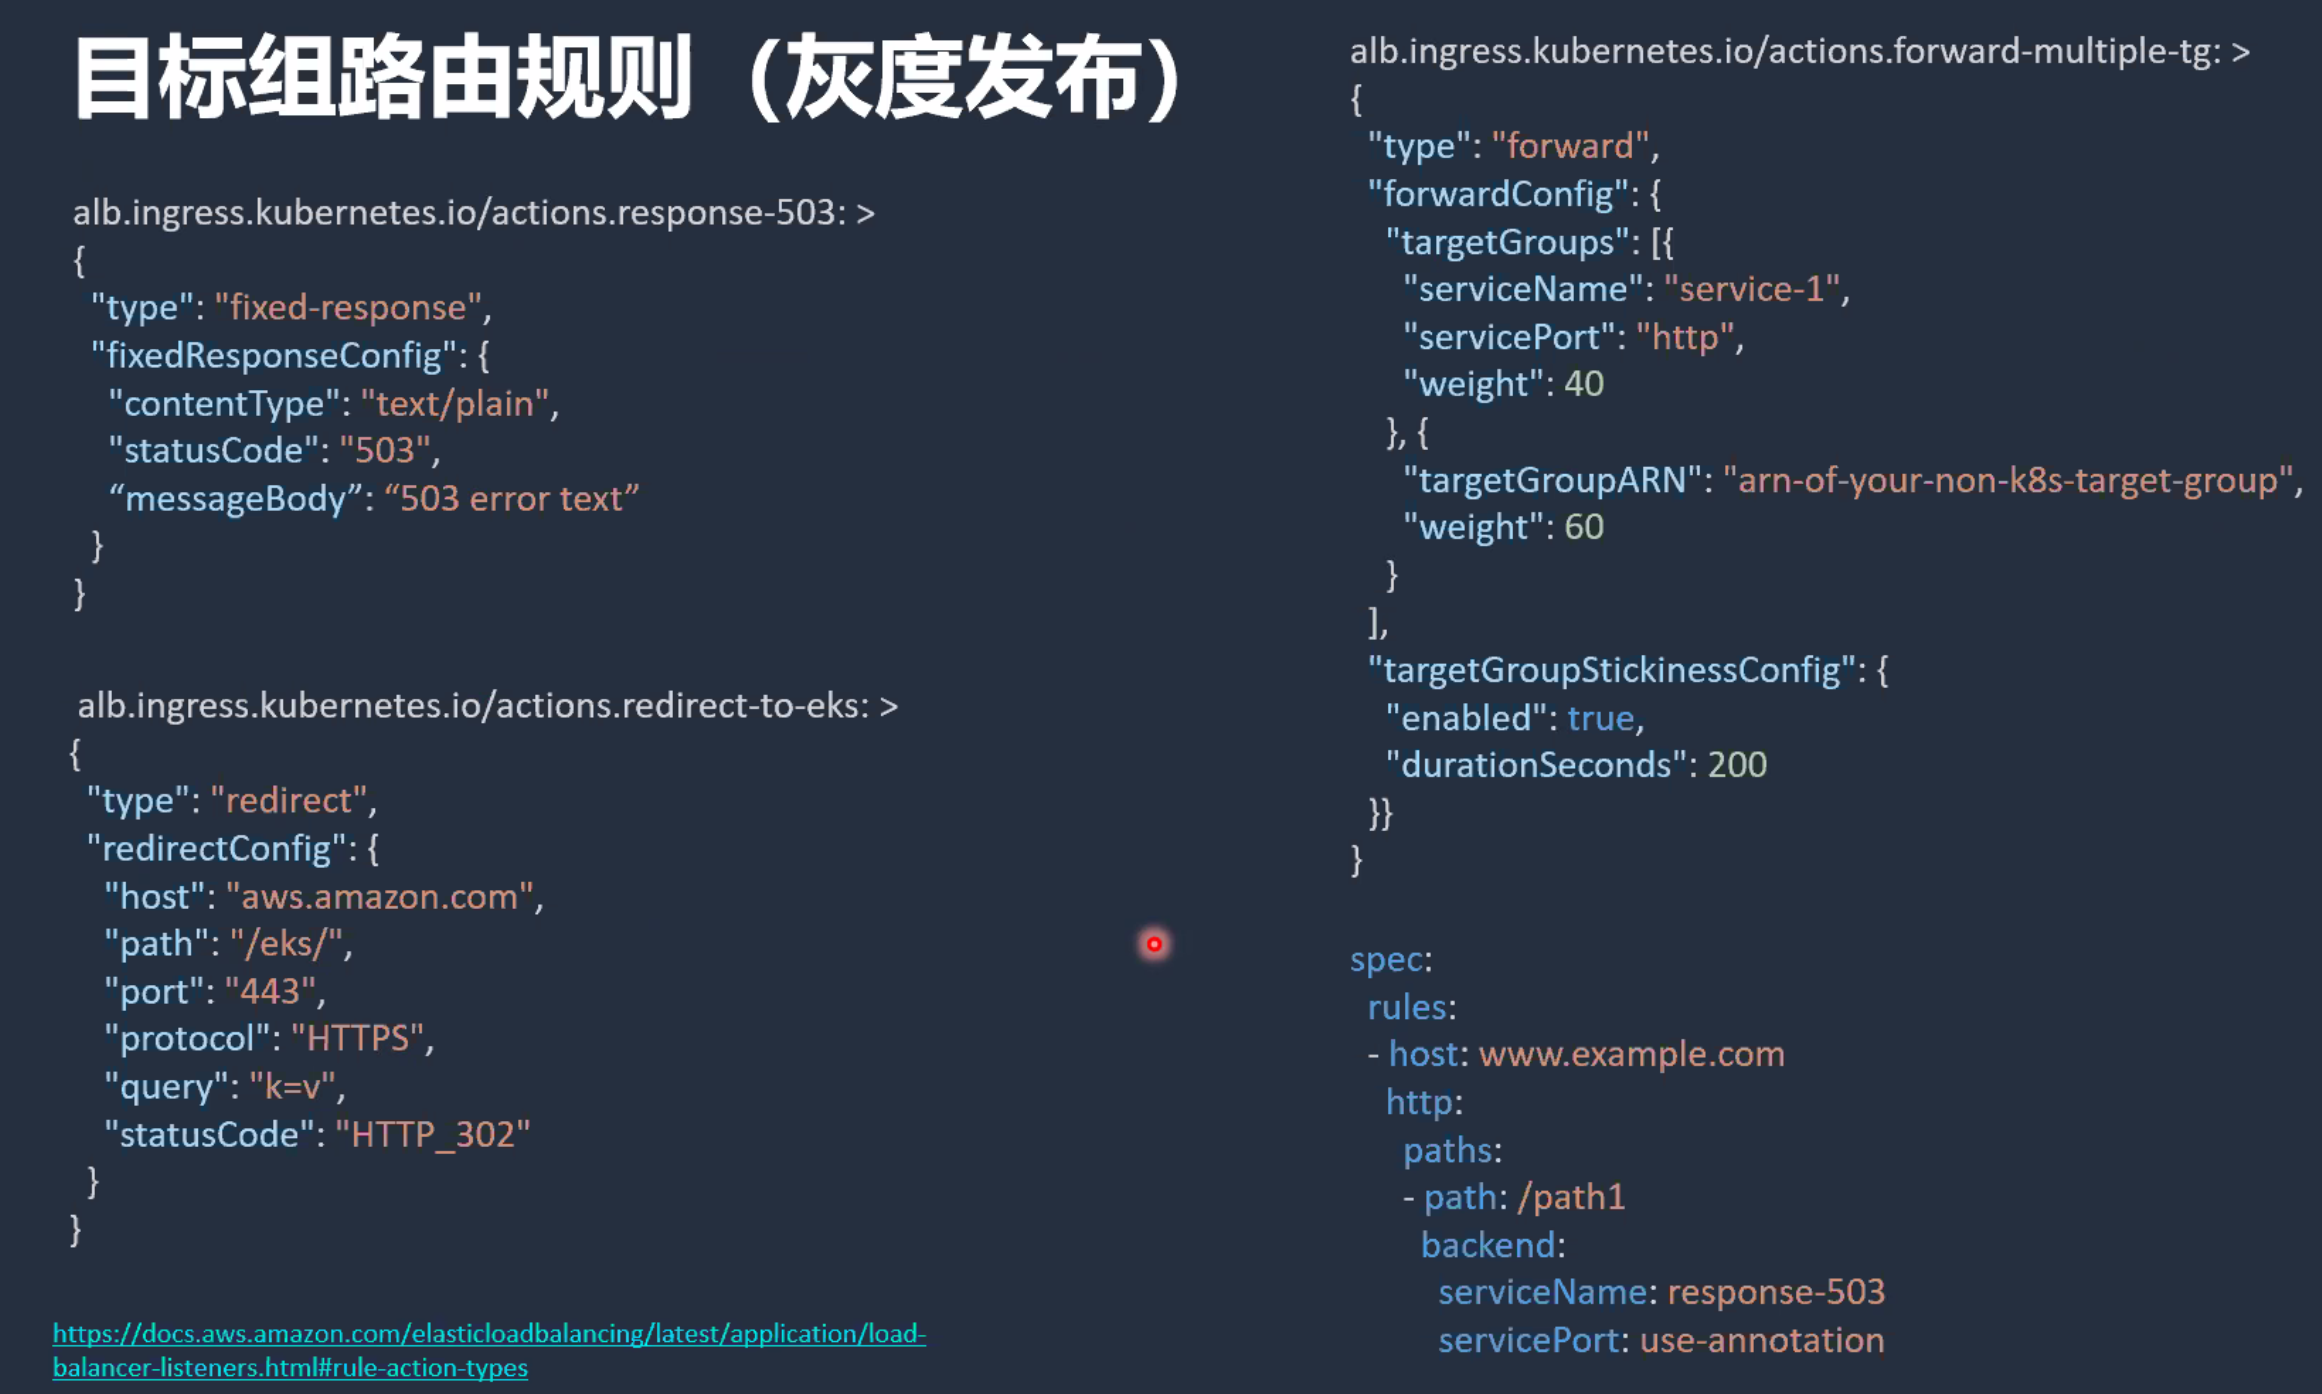 目标组路由规则（灰度发布）
alb.ingress.kubernetes.io/actions.response-503: >
{
"type": "fixed-response",
"fixedResponseConfig": {
"contentType": "text/plain",
"statusCode": "503",
“messageBody”: “503 error text”
}
}
alb.ingress.kubernetes.io/actions.redirect-to-eks: >
{
"type": "redirect",
"redirectConfig": {
"host": "aws.amazon.com",
"path": "/eks/",
"port": "443",
"protocol": "HTTPS",
"query": "k=v",
"statusCode": "HTTP_302"
}
}
https://docs.aws.amazon.com/elasticloadbalancing/latest/application/load-
balancer-listeners.html#rule-action-types
alb.ingress.kubernetes.io/actions.forward-multiple-tg: >
{
"type": "forward",
"forwardConfig": {
"targetGroups": [{
"serviceName": "service-1",
"servicePort": "http",
"weight": 40
}, {
"targetGroupARN": "arn-of-your-non-k8s-target-group",
"weight": 60
}
],
"targetGroupStickinessConfig": {
"enabled": true,
"durationSeconds": 200
}}
}
spec:
rules:
- host: www.example.com
http:
paths:
- path: /path1
backend:
serviceName: response-503
servicePort: use-annotation